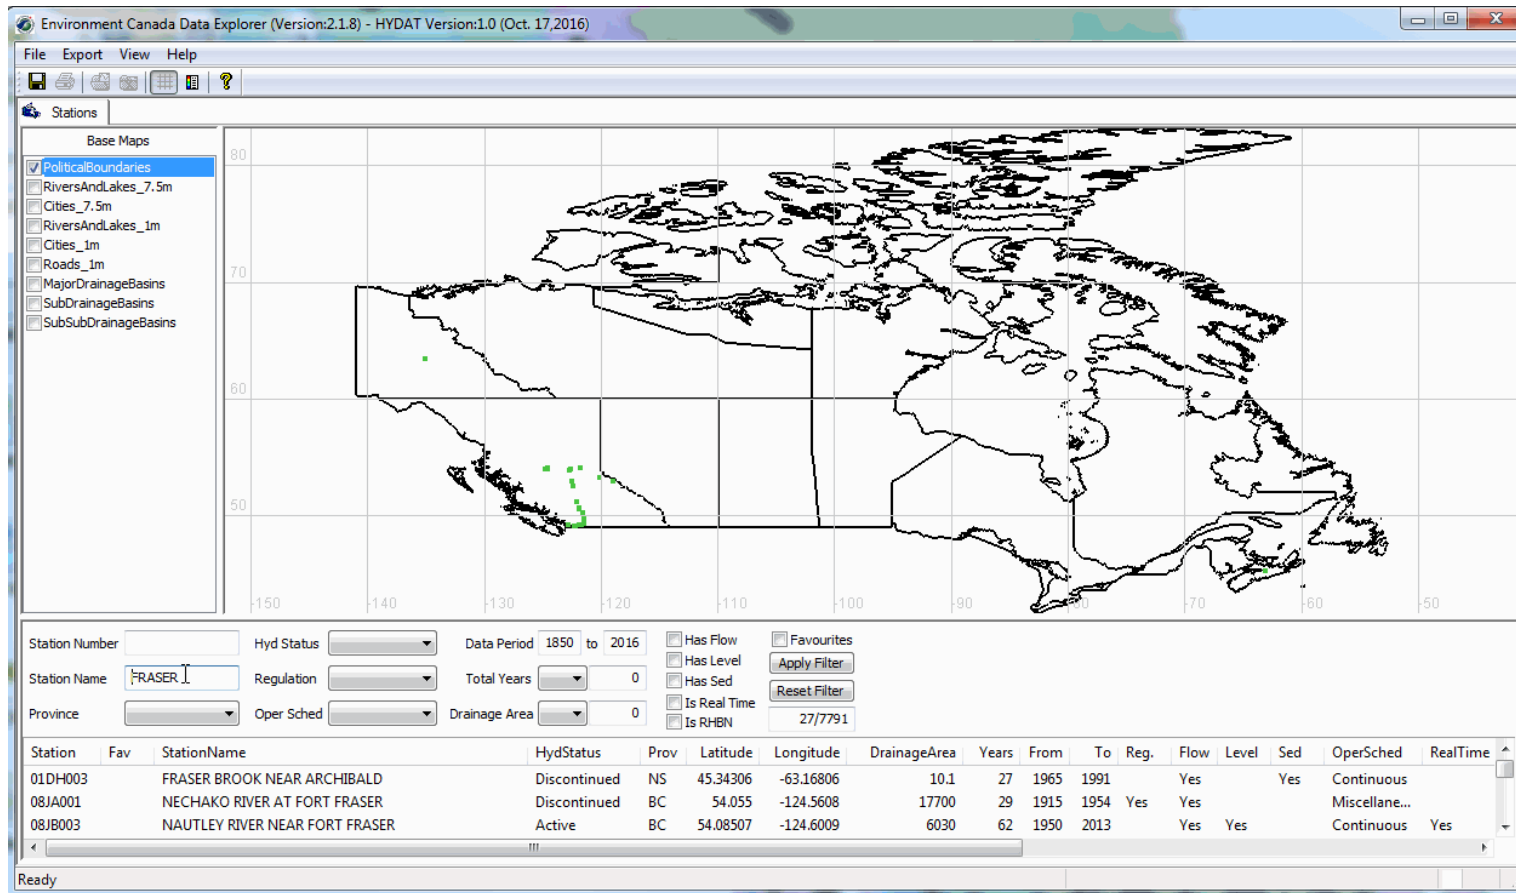 Environment Canada Data Explorer (Version:2.1.8) - HYDAT Version:1.0 (Oct. 17,2016)
File Export View Help
Stations
Base Maps
PoliticalBoundaries
RiversAndLakes_7.5m
Cities_7.5m
RiversAndLakes_1m
Cities_1m
Roads_1m
MajorDrainageBasins
SubDrainageBasins
SubSubDrainageBasins
80
70
60
50
-150 -140 -130 -120 -110 -100 -90 -80 -70 -60 -50
Station Number Hyd Status Data Period 1850 to 2016 Has Flow Favourites
Has Level Apply Filter
Station Name FRASER Regulation Total Years 0 Has Sed Reset Filter
Is Real Time
Province Oper Sched Drainage Area 0 Is RHBN 27/7791
Station Fav StationName HydStatus Prov Latitude Longitude DrainageArea Years From To Reg. Flow Level Sed OperSched RealTime
01DH003 FRASER BROOK NEAR ARCHIBALD Discontinued NS 45.34306 -63.16806 10.1 27 1965 1991 Yes Yes Continuous
08JA001 NECHAKO RIVER AT FORT FRASER Discontinued BC 54.055 -124.5608 17700 29 1915 1954 Yes Yes Miscellane...
08JB003 NAUTLEY RIVER NEAR FORT FRASER Active BC 54.08507 -124.6009 6030 62 1950 2013 Yes Yes Continuous Yes
Ready